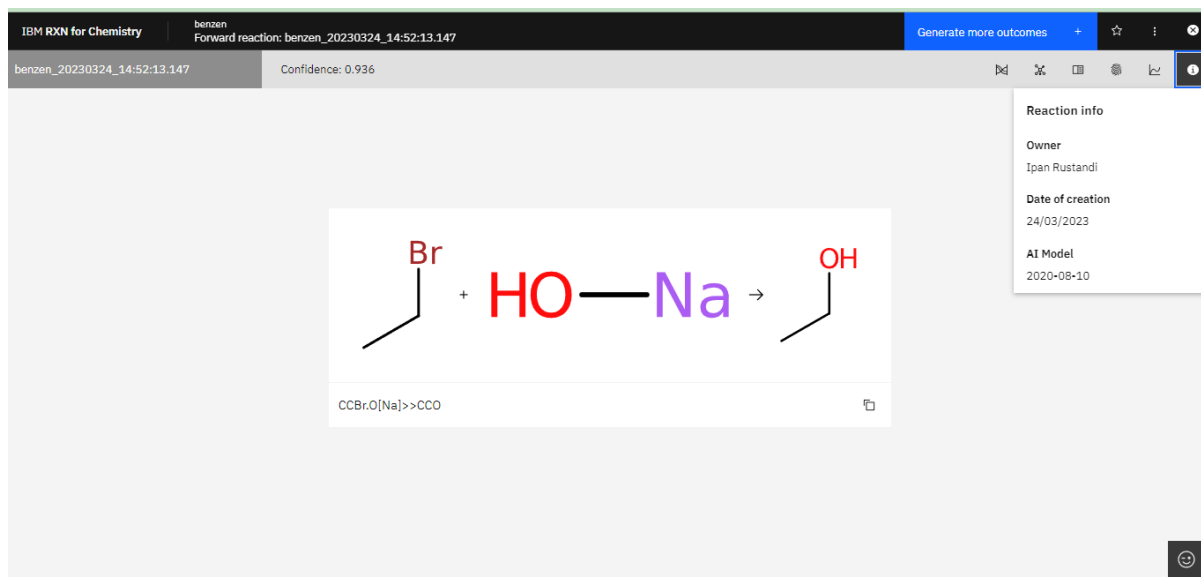 IBM RXN for Chemistry
benzen
Forward reaction: benzen_20230324_14:52:13.147
Generate more outcomes +
benzen_20230324_14:52:13.147
Confidence: 0.936
Reaction info
Owner
Ipan Rustandi
Date of creation
24/03/2023
AI Model
2020-08-10
Br
+ HO Na →
OH
CCBr.O[Na]>>CCO